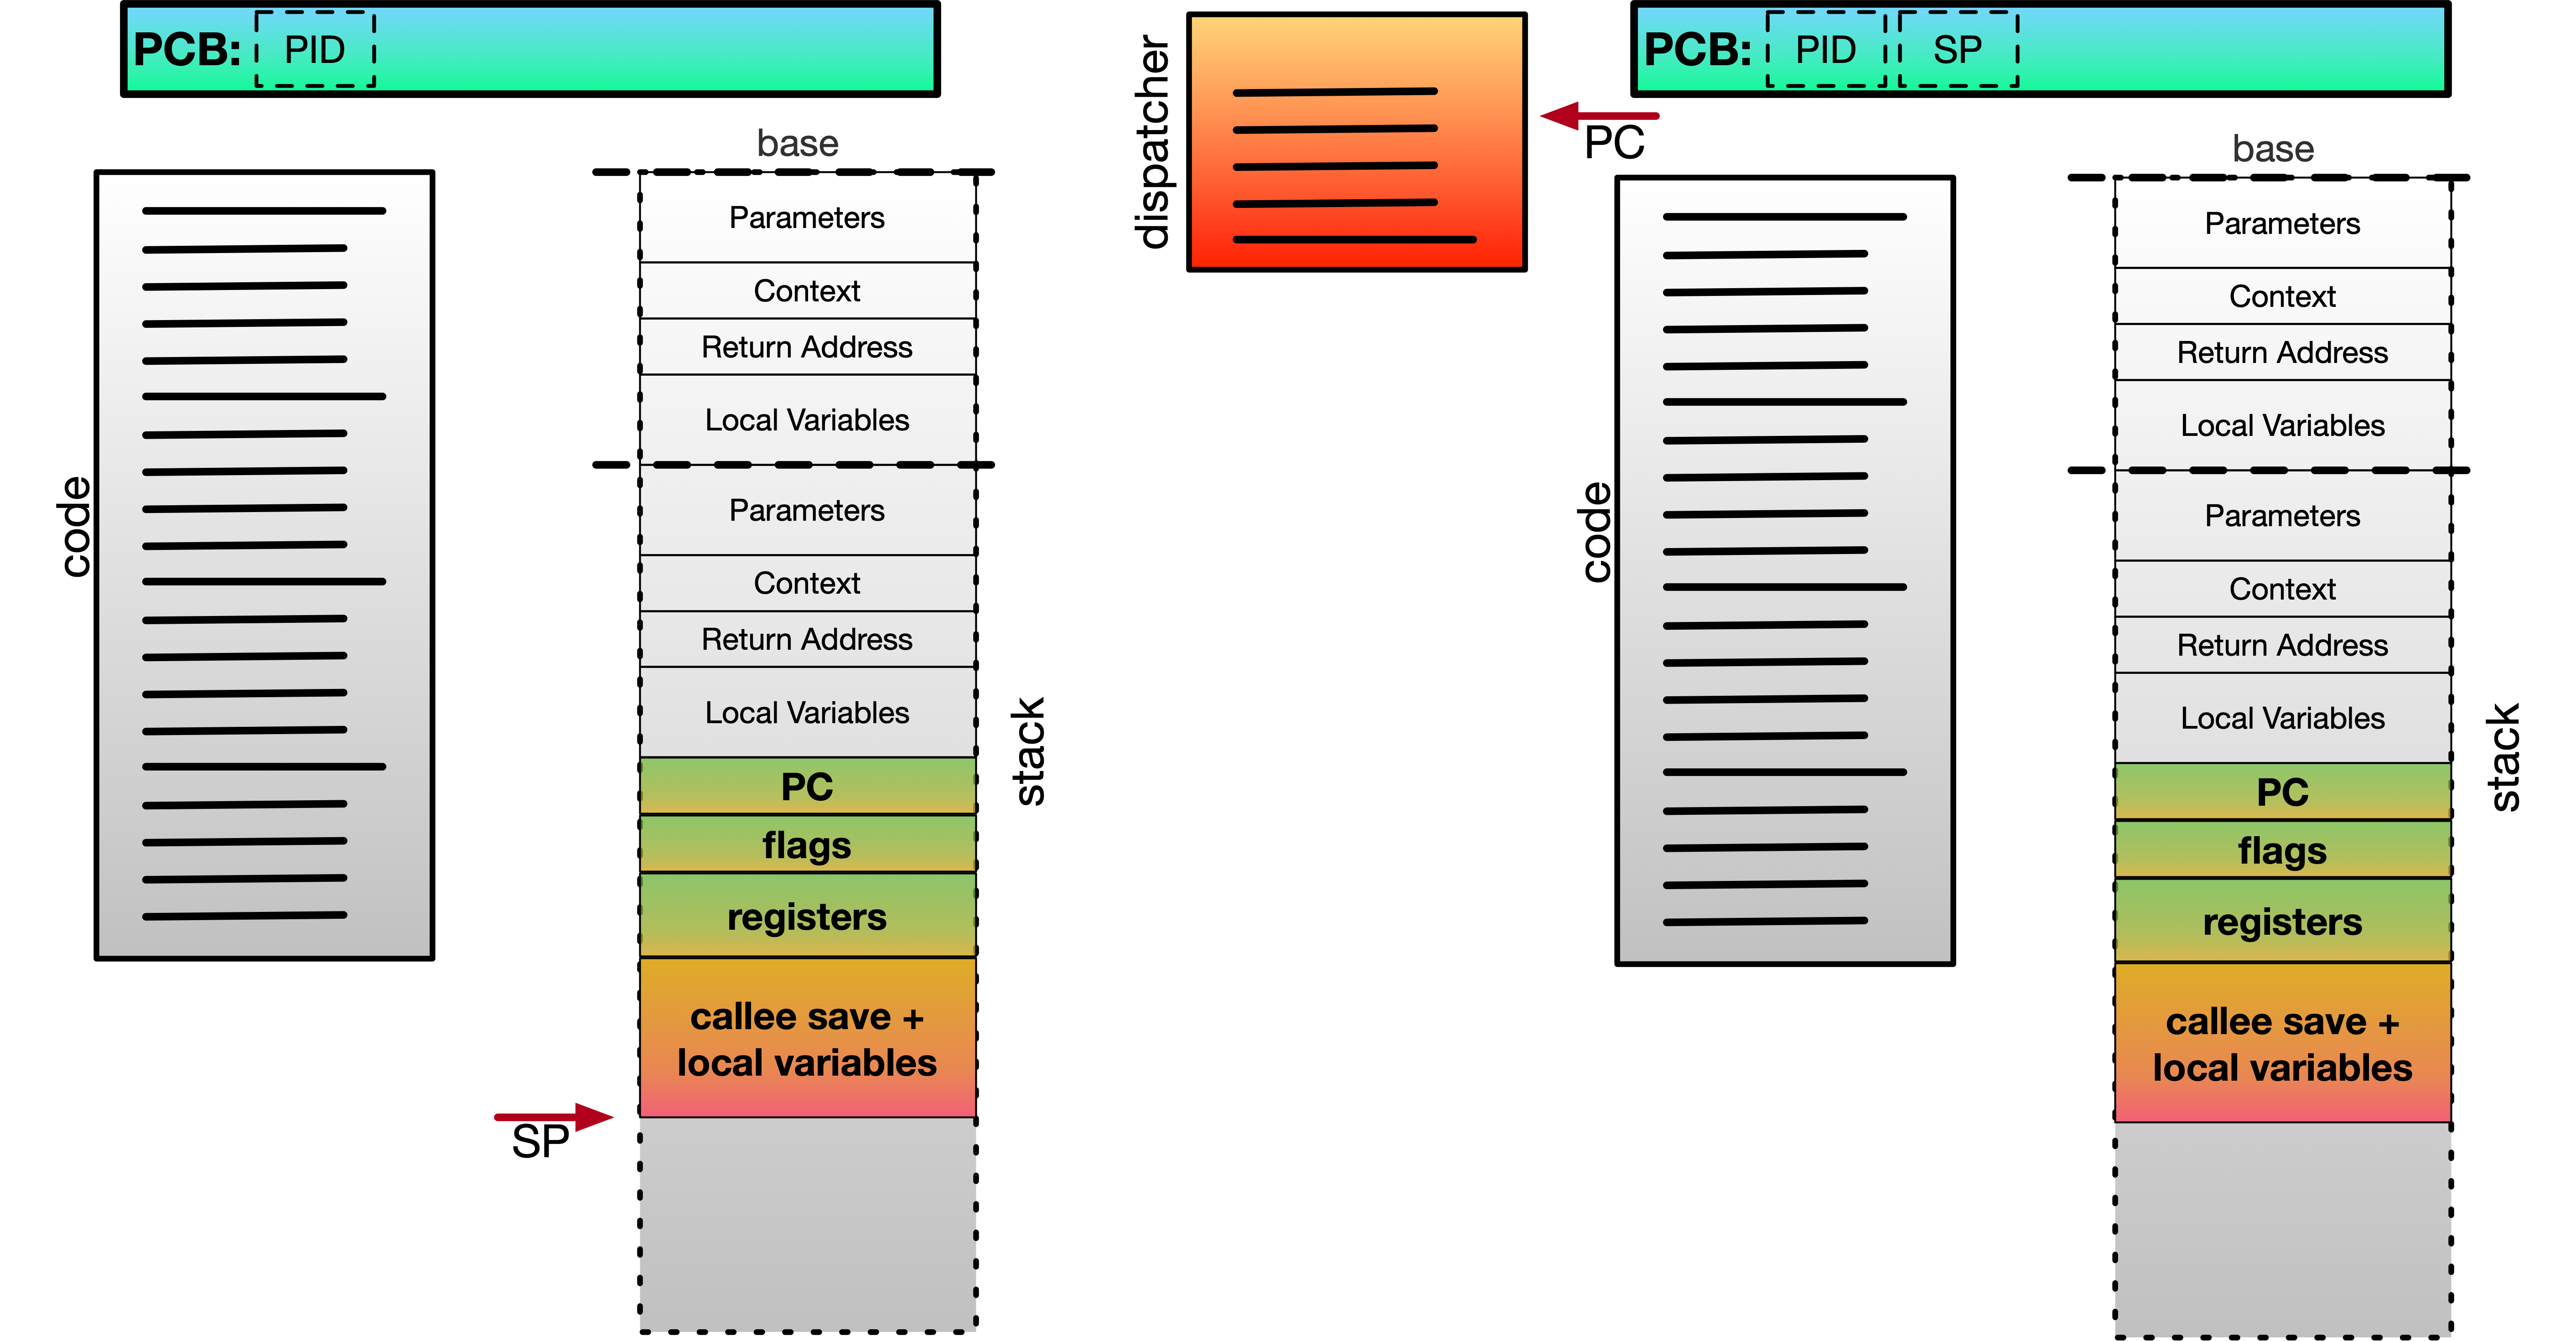 PCB: PID
base
code
Parameters
Context
Return Address
Local Variables
Parameters
Context
Return Address
Local Variables
PC
flags
registers
callee save +
local variables
stack
SP
dispatcher
PC
PCB: PID SP
base
code
Parameters
Context
Return Address
Local Variables
Parameters
Context
Return Address
Local Variables
PC
flags
registers
callee save +
local variables
stack